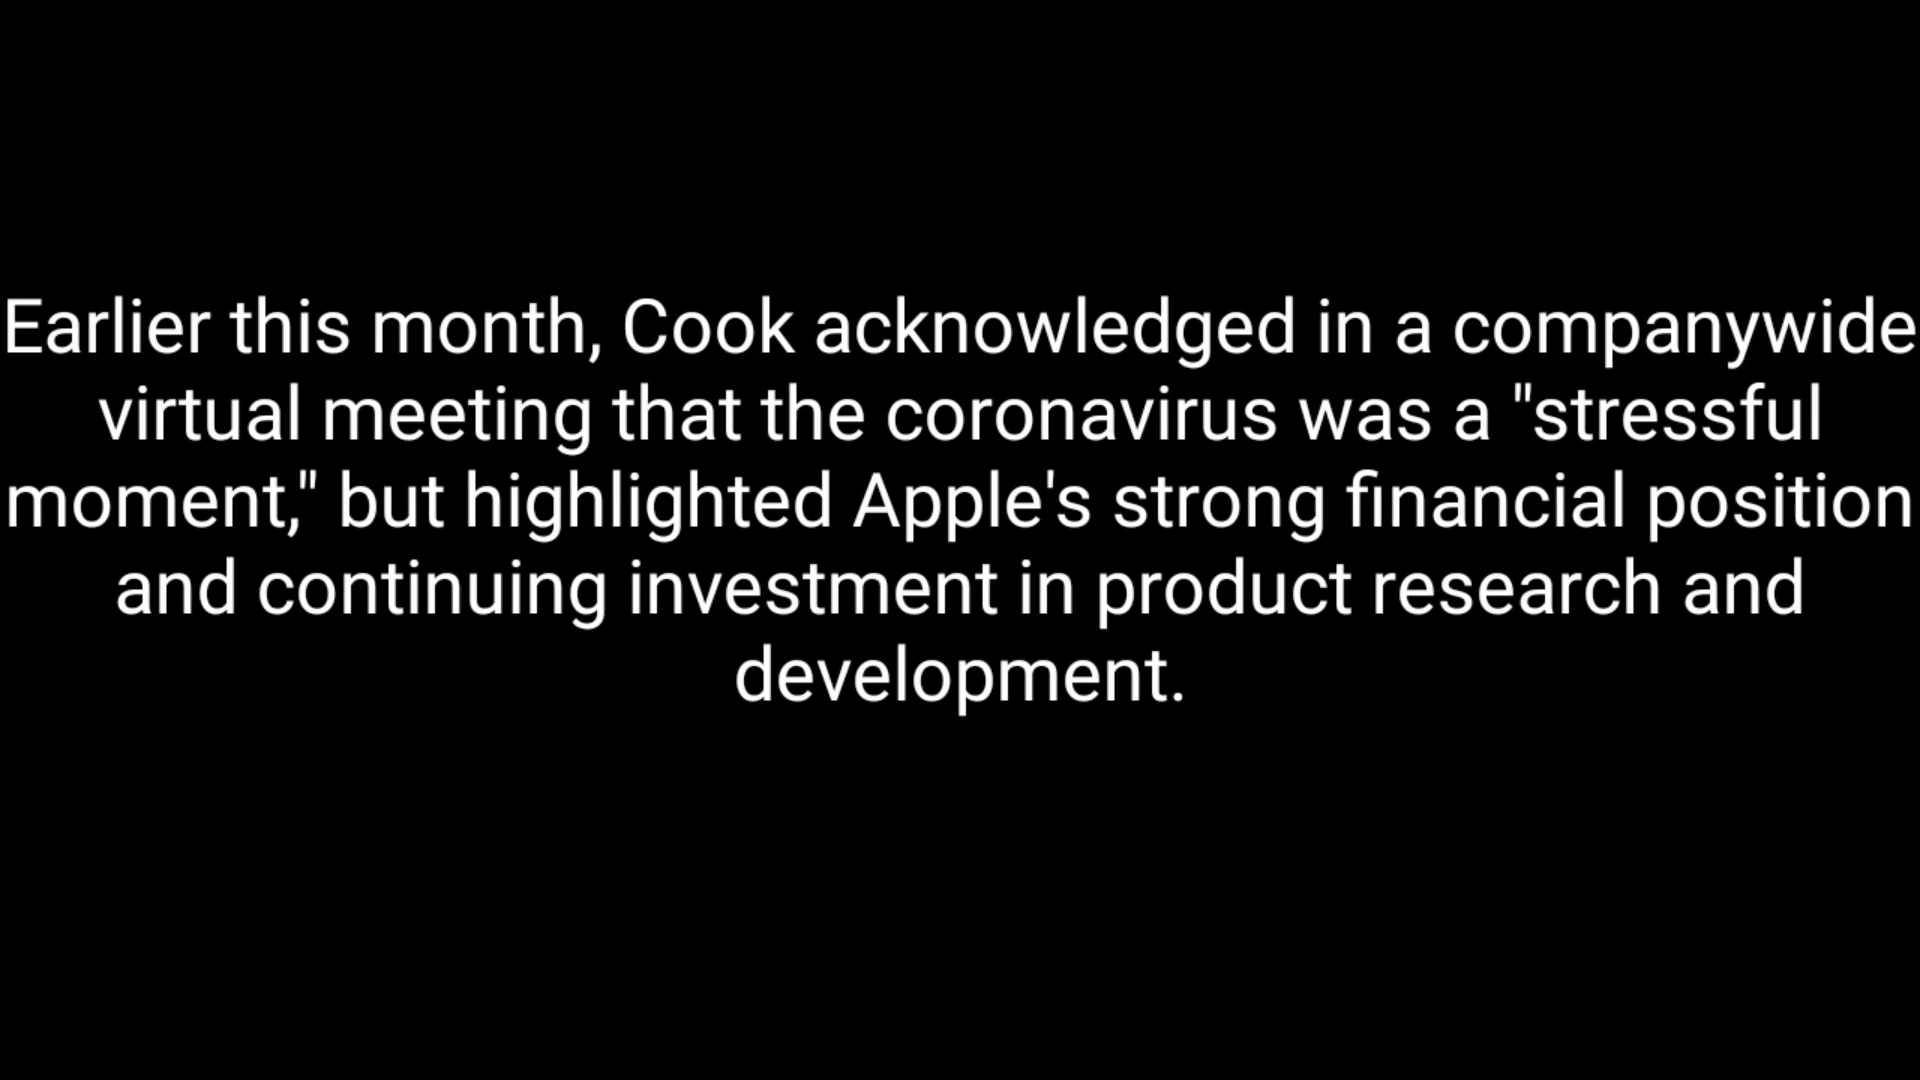 Earlier this month, Cook acknowledged in a companywide
virtual meeting that the coronavirus was a "stressful
moment," but highlighted Apple's strong financial position
and continuing investment in product research and
development.